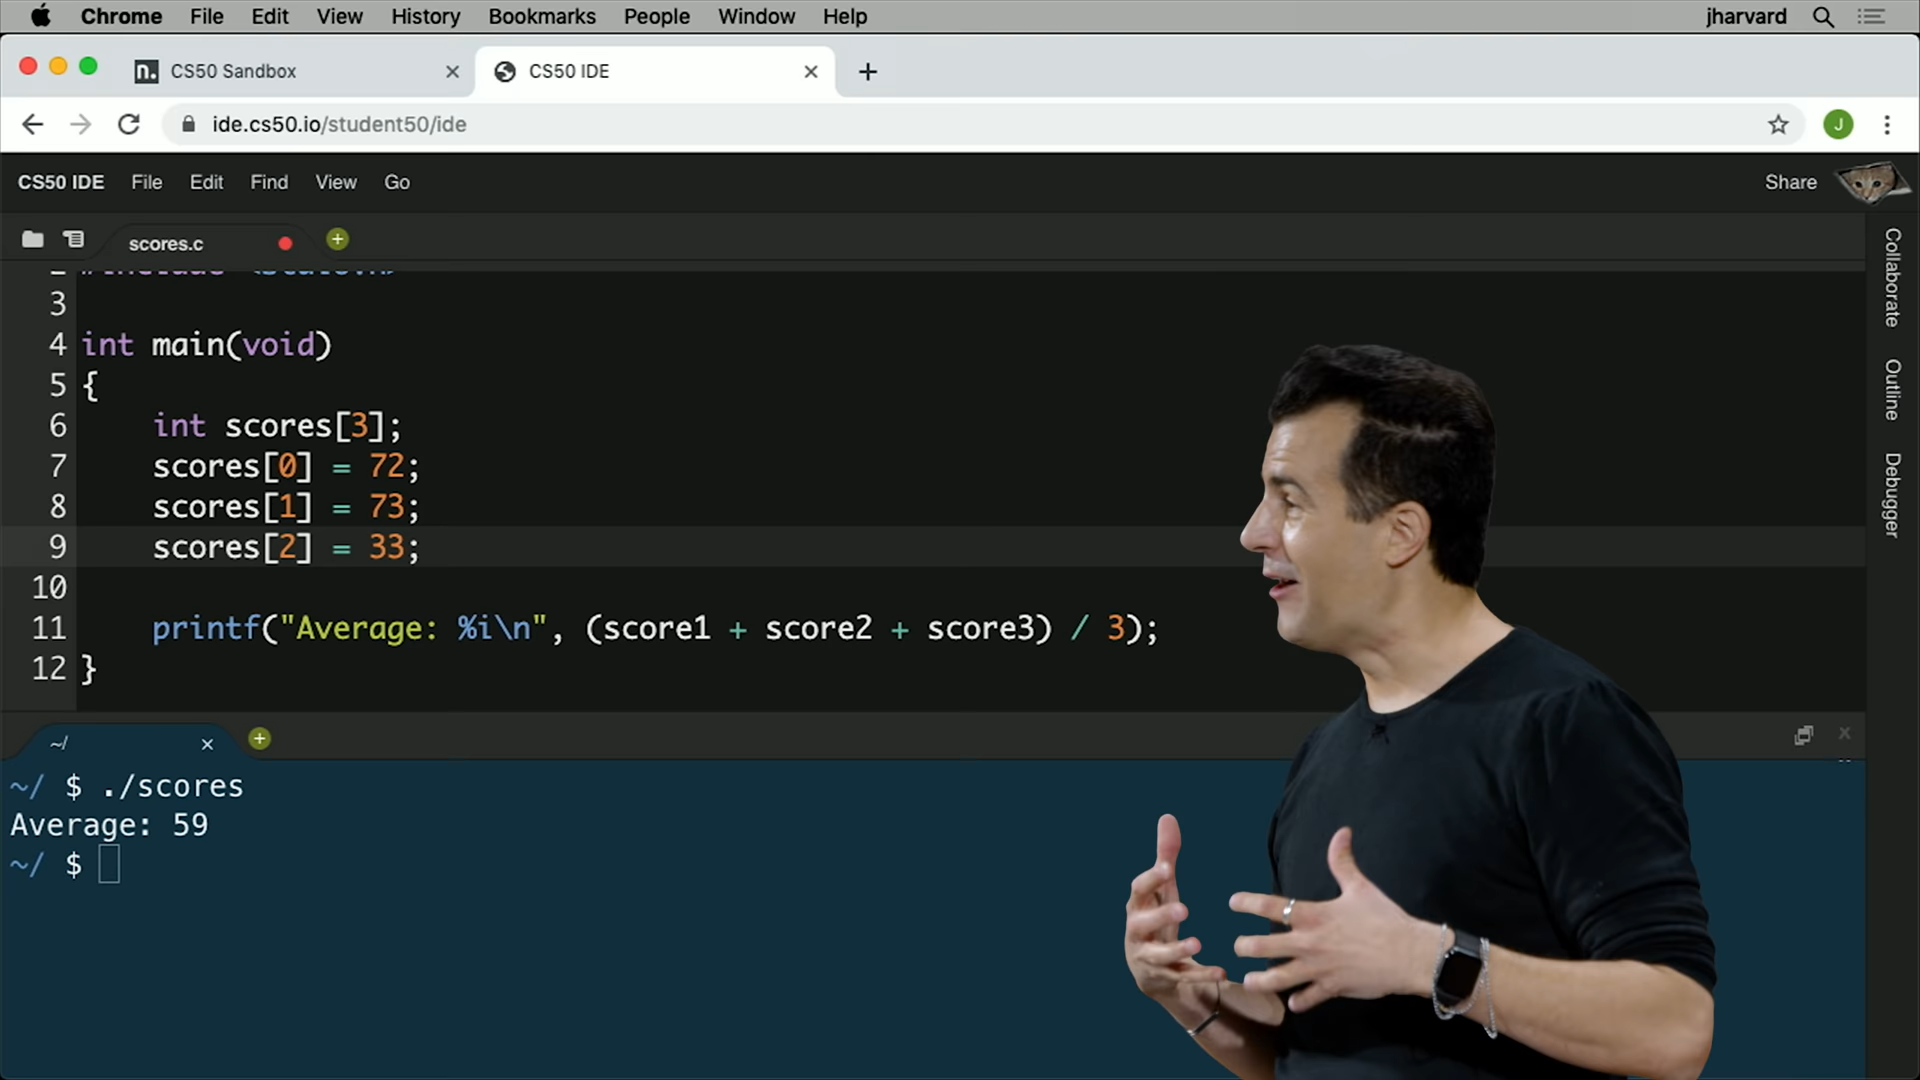 Chrome File Edit View History Bookmarks People Window Help jharvard
CS50 Sandbox CS50 IDE
ide.cs50.io/student50/ide J
CS50 IDE File Edit Find View Go Share
scores.c
Collaborate
Outline
Debugger
3
4 int main(void)
5 {
6 int scores[3];
7 scores[0] = 72;
8 scores[1] = 73;
9 scores[2] = 33;
10
11 printf("Average: %i\n", (score1 + score2 + score3) / 3);
12 }
~/
~/ $ ./scores
Average: 59
~/ $